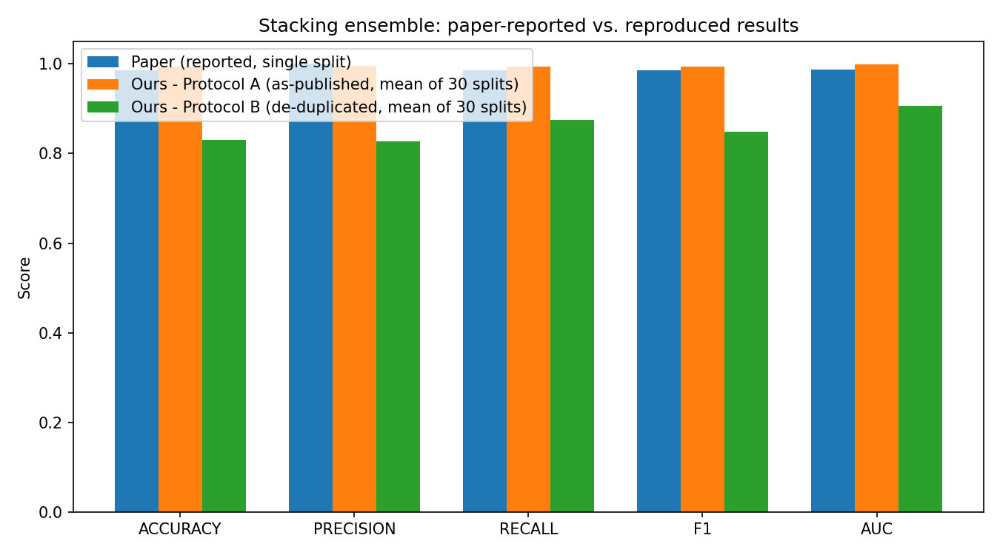 Stacking ensemble: paper-reported vs. reproduced results
Paper (reported, single split)
Ours - Protocol A (as-published, mean of 30 splits)
Ours - Protocol B (de-duplicated, mean of 30 splits)
1.0
0.8
0.6
0.4
0.2
0.0
Score
ACCURACY PRECISION RECALL F1 AUC